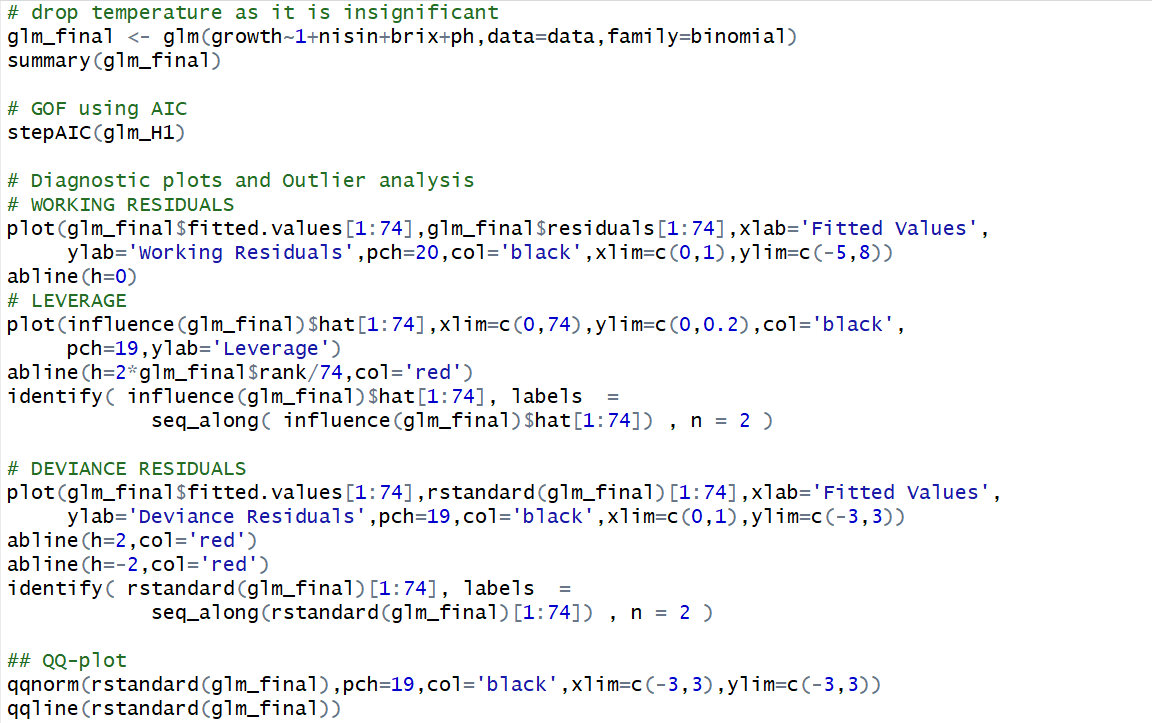 # drop temperature as it is insignificant
glm_final <- glm(growth~1+nisin+brix+ph,data=data,family=binomial)
summary(glm_final)

# GOF using AIC
stepAIC(glm_H1)

# Diagnostic plots and Outlier analysis
# WORKING RESIDUALS
plot(glm_final$fitted.values[1:74],glm_final$residuals[1:74],xlab='Fitted Values',
     ylab='Working Residuals',pch=20,col='black',xlim=c(0,1),ylim=c(-5,8))
abline(h=0)
# LEVERAGE
plot(influence(glm_final)$hat[1:74],xlim=c(0,74),ylim=c(0,0.2),col='black',
     pch=19,ylab='Leverage')
abline(h=2*glm_final$rank/74,col='red')
identify( influence(glm_final)$hat[1:74], labels  =
            seq_along( influence(glm_final)$hat[1:74]) , n = 2 )

# DEVIANCE RESIDUALS
plot(glm_final$fitted.values[1:74],rstandard(glm_final)[1:74],xlab='Fitted Values',
     ylab='Deviance Residuals',pch=19,col='black',xlim=c(0,1),ylim=c(-3,3))
abline(h=2,col='red')
abline(h=-2,col='red')
identify( rstandard(glm_final)[1:74], labels  =
            seq_along(rstandard(glm_final)[1:74]) , n = 2 )

## QQ-plot
qqnorm(rstandard(glm_final),pch=19,col='black',xlim=c(-3,3),ylim=c(-3,3))
qqline(rstandard(glm_final))